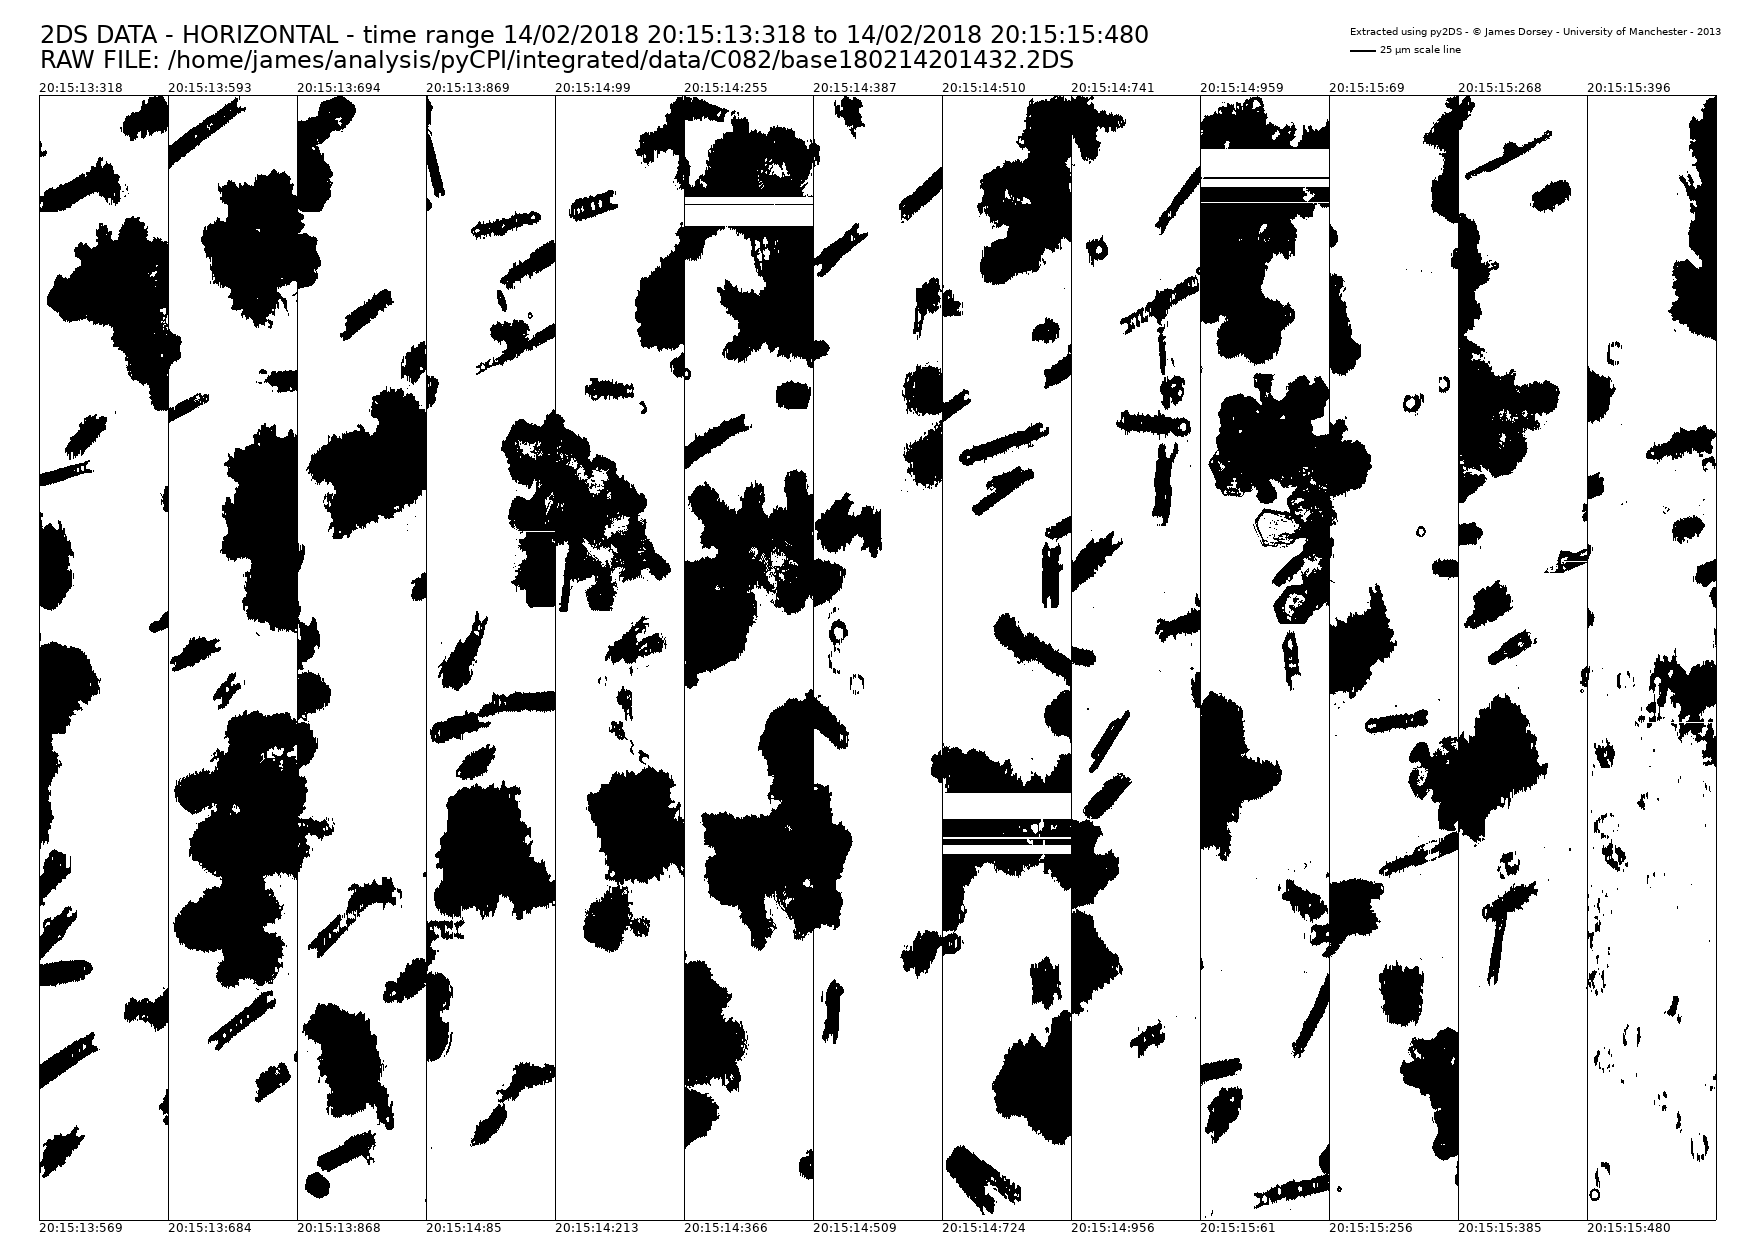 2DS DATA - HORIZONTAL - time range 14/02/2018 20:15:13:318 to 14/02/2018 20:15:15:480
RAW FILE: /home/james/analysis/pyCPI/integrated/data/C082/base180214201432.2DS
Extracted using py2DS - © James Dorsey - University of Manchester - 2013
25 µm scale line
20:15:13:318 20:15:13:593 20:15:13:694 20:15:13:869 20:15:14:99 20:15:14:255 20:15:14:387 20:15:14:510 20:15:14:741 20:15:14:959 20:15:15:69 20:15:15:268 20:15:15:396
20:15:13:569 20:15:13:684 20:15:13:868 20:15:14:85 20:15:14:213 20:15:14:366 20:15:14:509 20:15:14:724 20:15:14:956 20:15:15:61 20:15:15:256 20:15:15:385 20:15:15:480